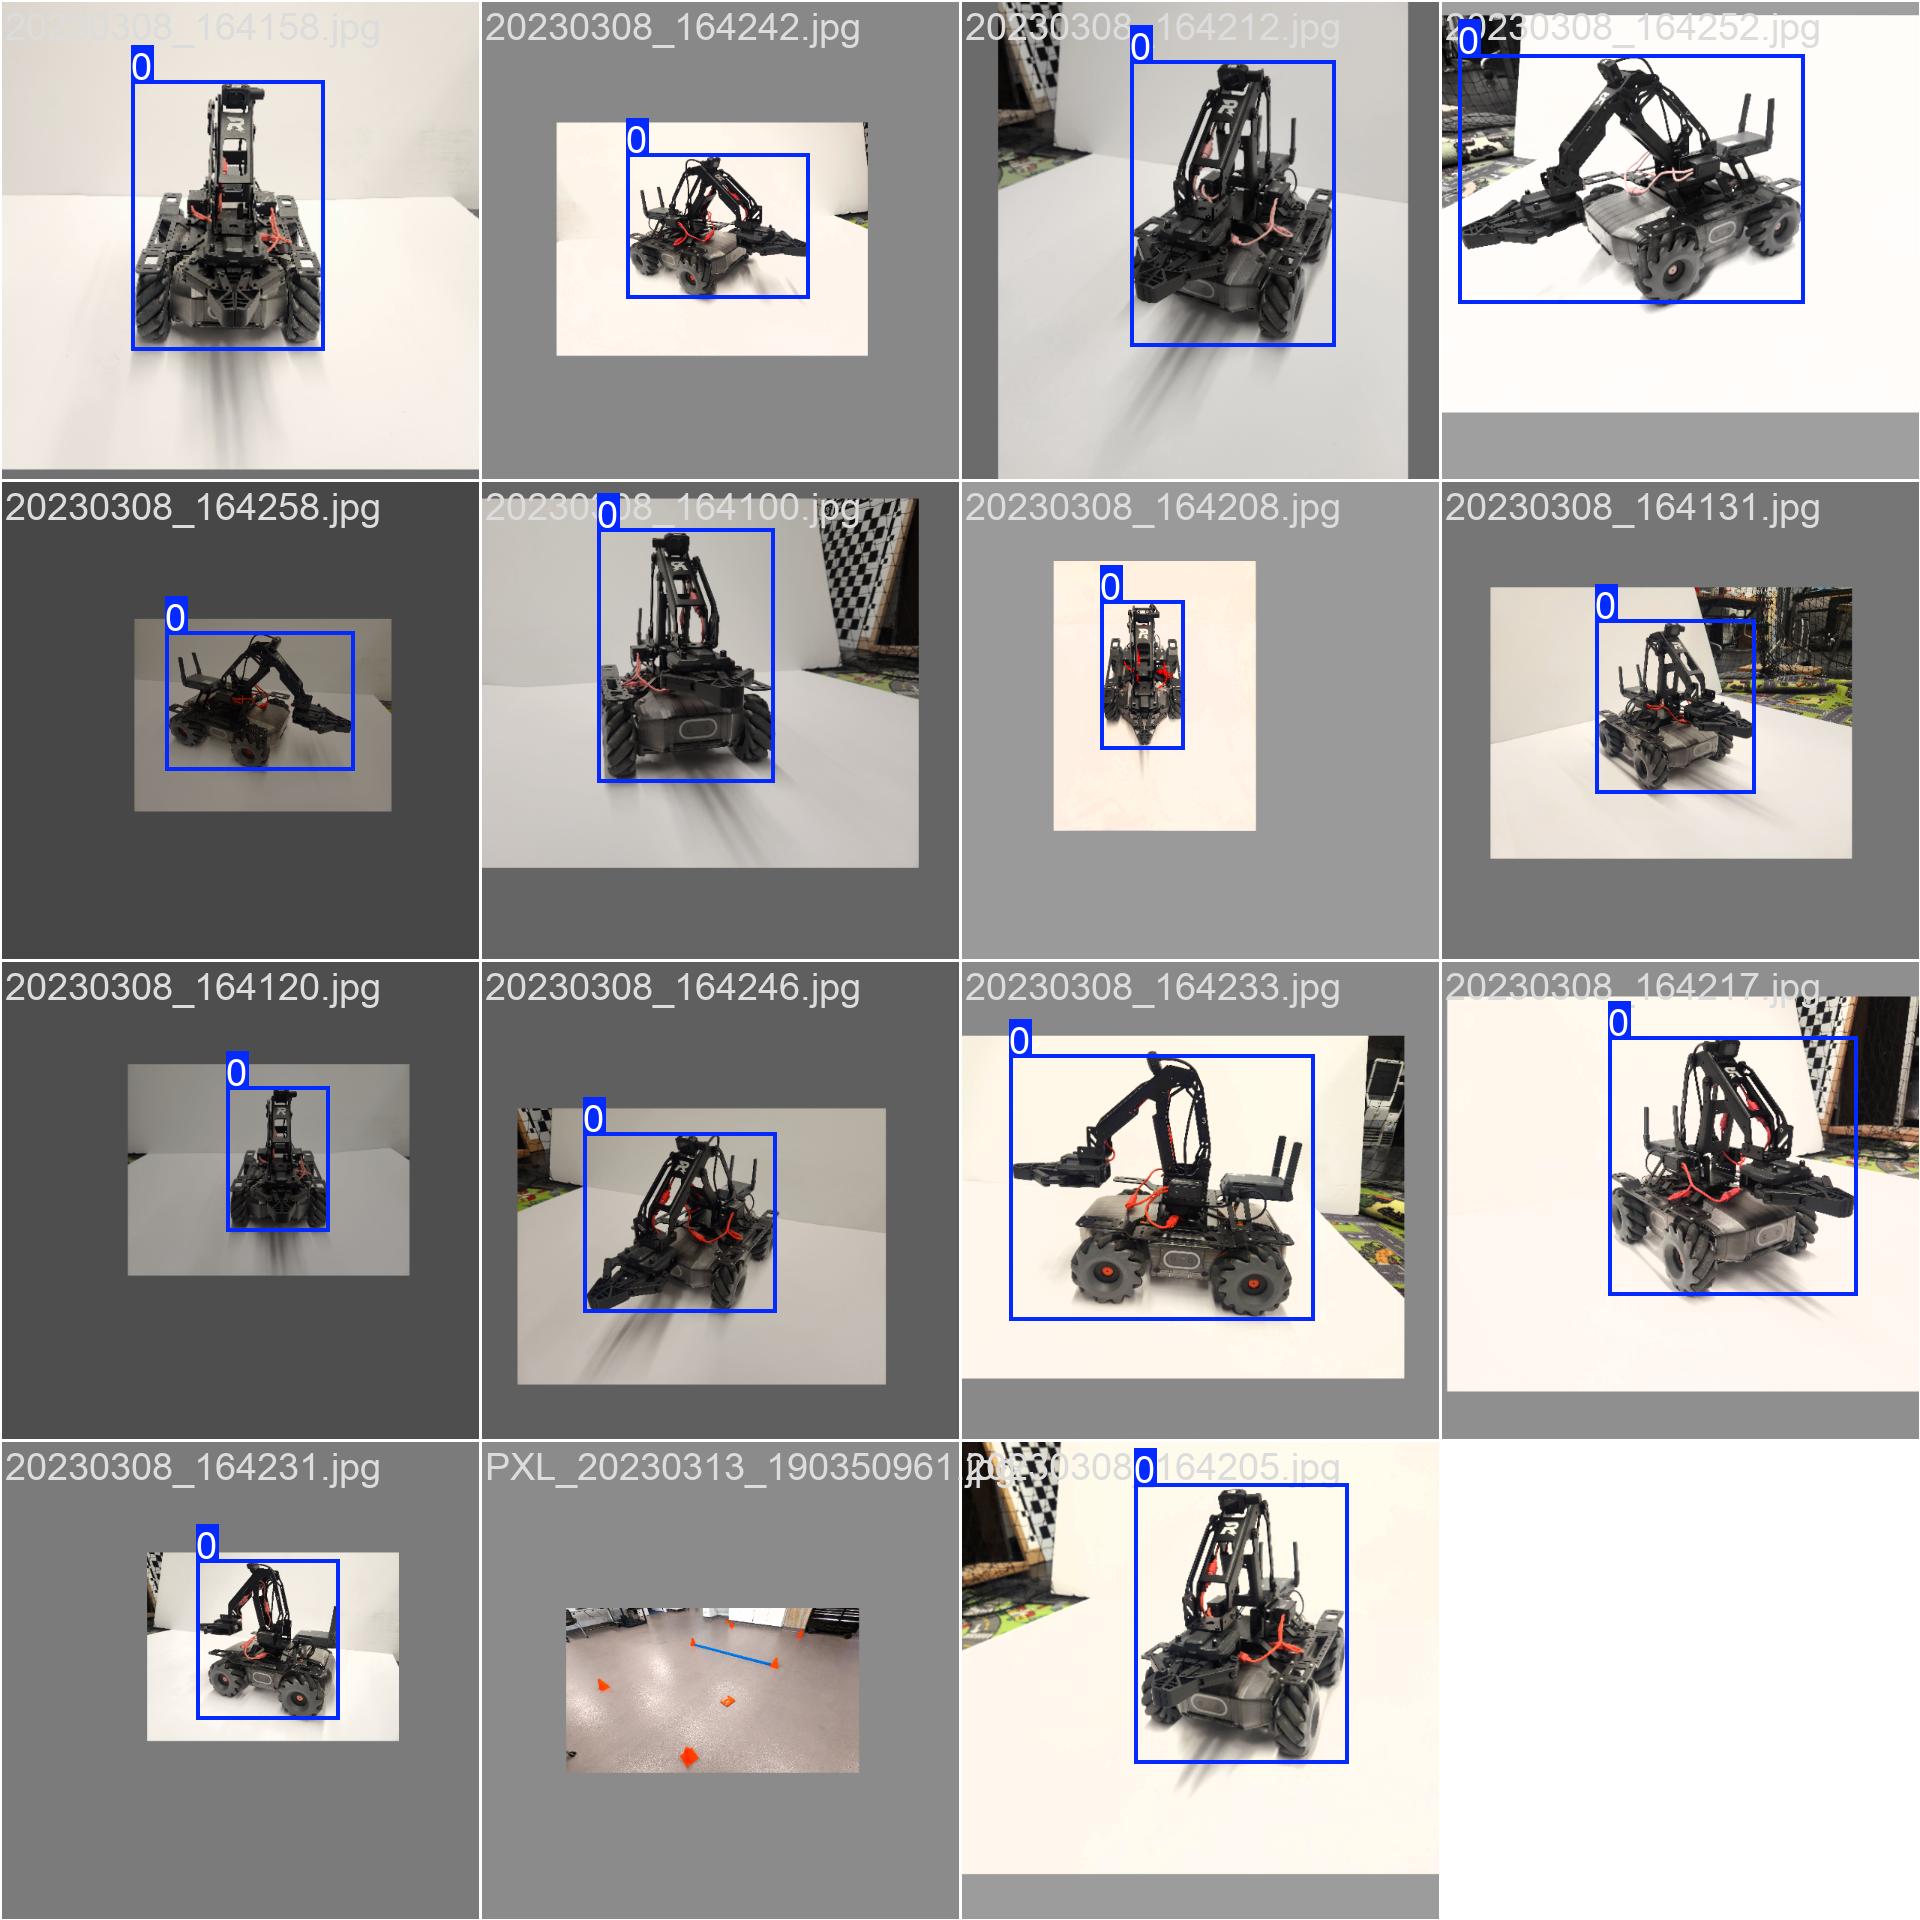 20230308_164158.jpg
20230308_164242.jpg
20230308_164212.jpg
20230308_164252.jpg
0
0
0
0
20230308_164258.jpg
20230308_164100.jpg
20230308_164208.jpg
20230308_164131.jpg
0
0
0
0
20230308_164120.jpg
20230308_164246.jpg
20230308_164233.jpg
20230308_164217.jpg
0
0
0
0
20230308_164231.jpg
PXL_20230313_190350961.jpg
20230308_164205.jpg
0
0